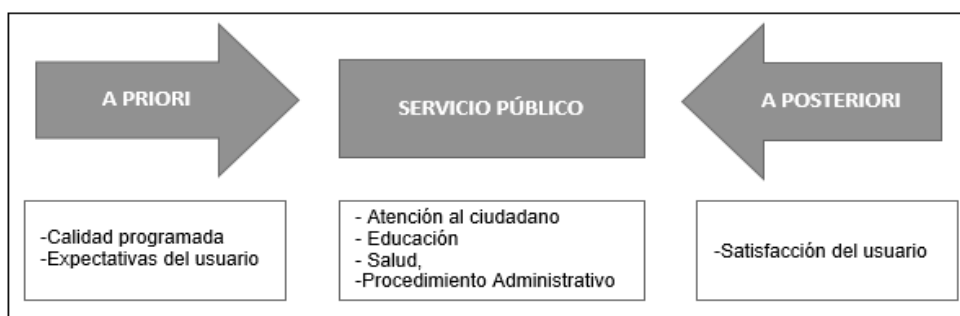 A PRIORI
SERVICIO PÚBLICO
A POSTERIORI
-Calidad programada
-Expectativas del usuario
- Atención al ciudadano
- Educación
- Salud,
-Procedimiento Administrativo
-Satisfacción del usuario